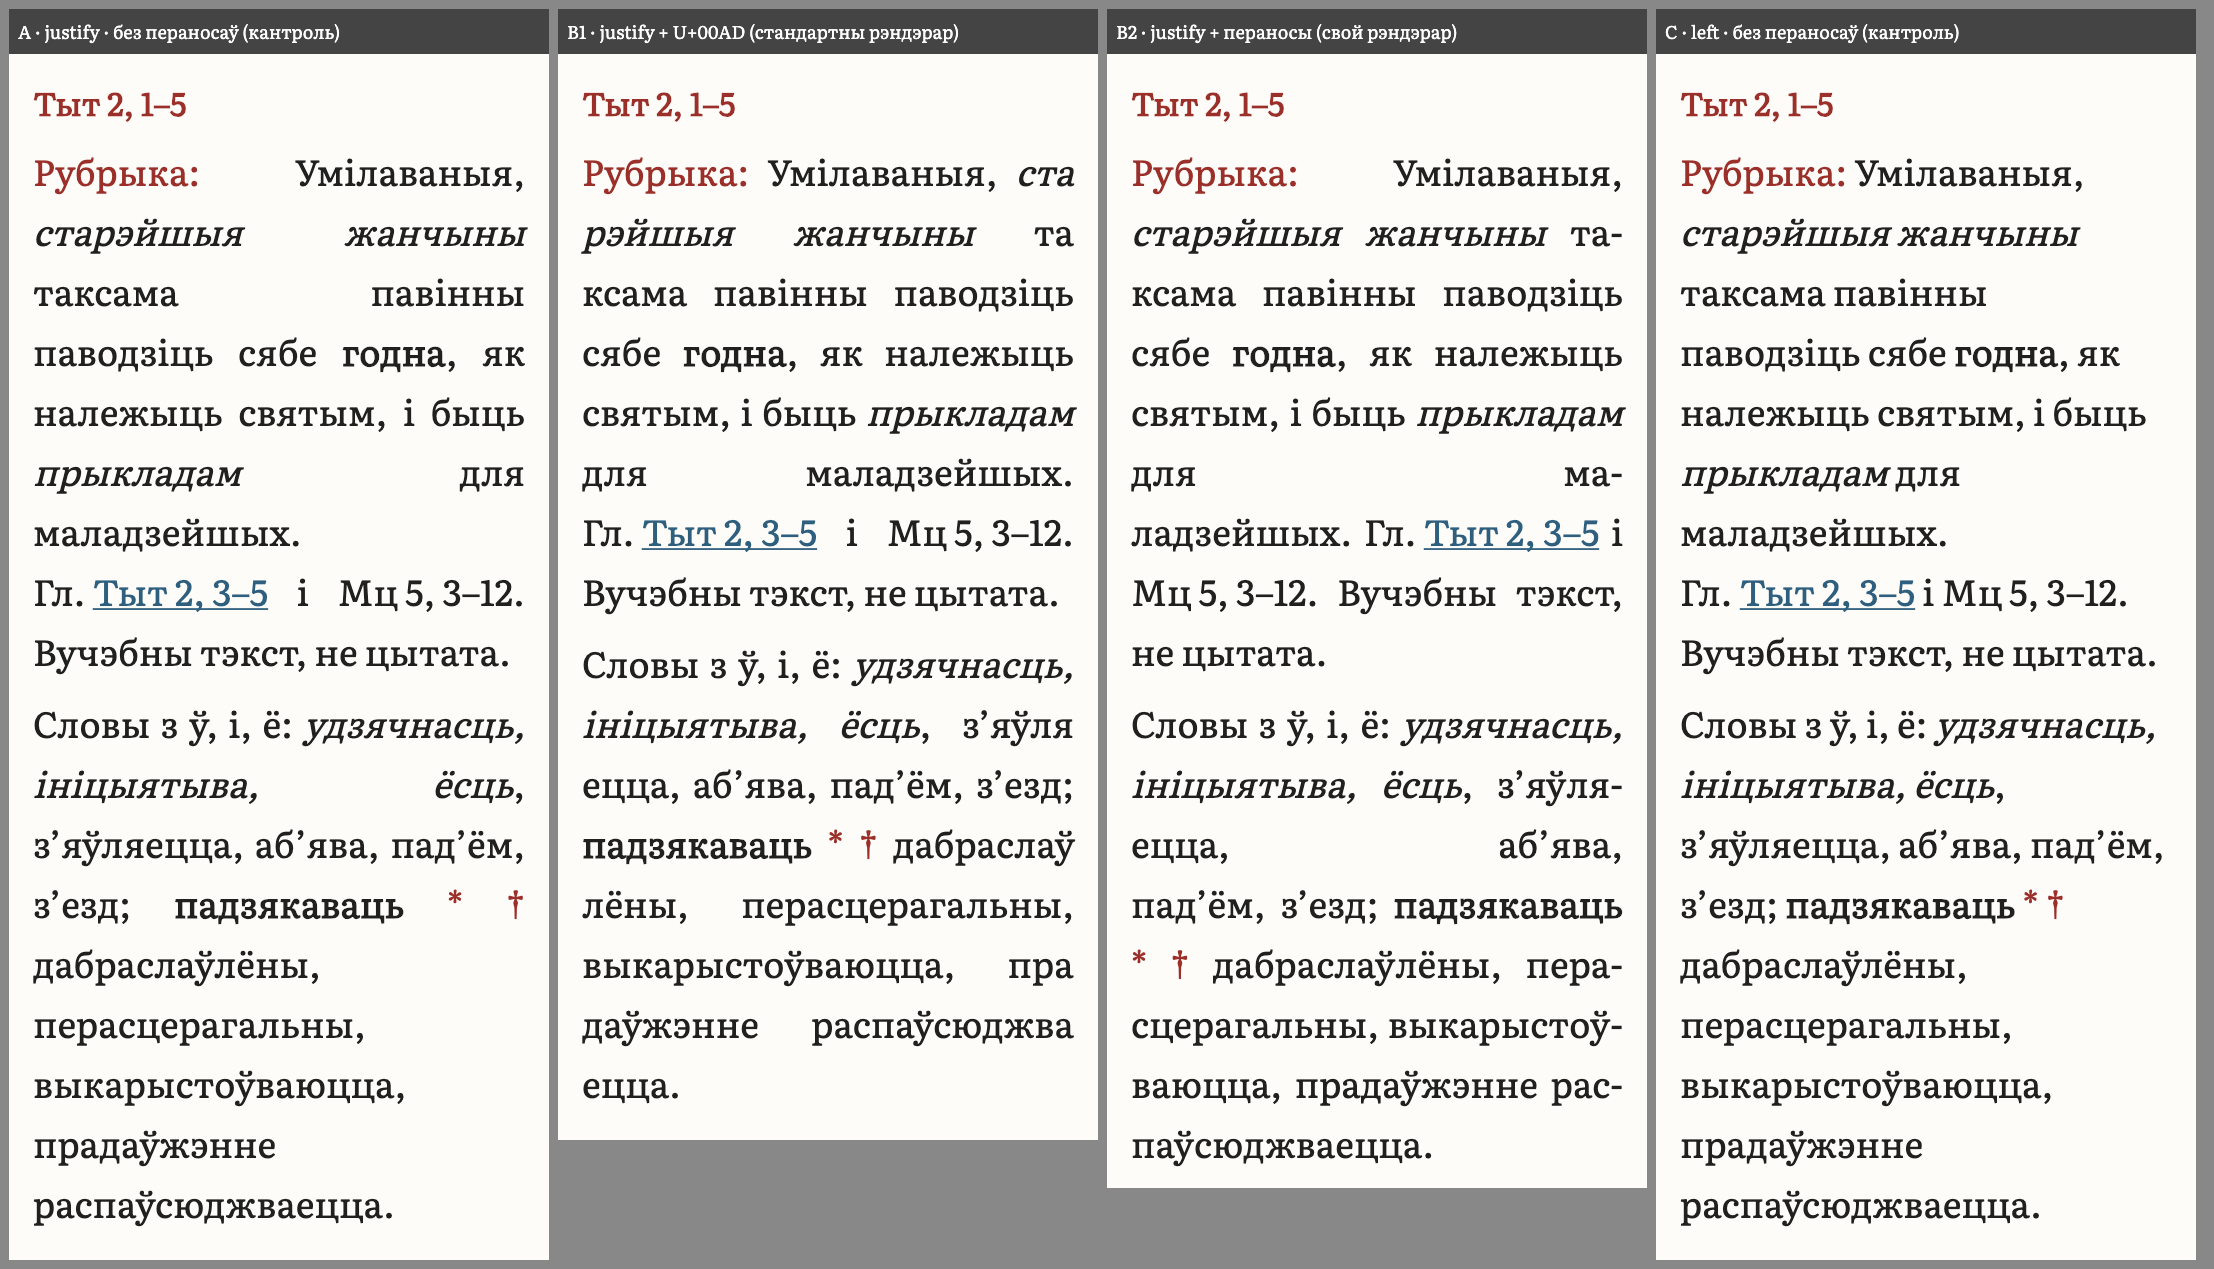 A · justify · без пераносаў (кантроль)
Тыт 2, 1–5
Рубрыка: Умілаваныя,
старэйшыя жанчыны
таксама павінны
паводзіць сябе годна, як
належыць святым, і быць
прыкладам для
маладзейшых.
Гл. Тыт 2, 3–5 і Мц 5, 3–12.
Вучэбны тэкст, не цытата.
Словы з ў, і, ё: удзячнасць,
ініцыятыва, ёсць,
з’яўляецца, аб’ява, пад’ём,
з’езд; падзякаваць * †
дабраслаўлёны,
перасцерагальны,
выкарыстоўваюцца,
прадаўжэнне
распаўсюджваецца.
B1 · justify + U+00AD (стандартны рэндэрар)
Тыт 2, 1–5
Рубрыка: Умілаваныя, ста
рэйшыя жанчыны та
ксама павінны паводзіць
сябе годна, як належыць
святым, і быць прыкладам
для маладзейшых.
Гл. Тыт 2, 3–5 і Мц 5, 3–12.
Вучэбны тэкст, не цытата.
Словы з ў, і, ё: удзячнасць,
ініцыятыва, ёсць, з’яўля
ецца, аб’ява, пад’ём, з’езд;
падзякаваць * † дабраслаў
лёны, перасцерагальны,
выкарыстоўваюцца, пра
даўжэнне распаўсюджва
ецца.
B2 · justify + пераносы (свой рэндэрар)
Тыт 2, 1–5
Рубрыка: Умілаваныя,
старэйшыя жанчыны та-
ксама павінны паводзіць
сябе годна, як належыць
святым, і быць прыкладам
для ма-
ладзейшых. Гл. Тыт 2, 3–5 і
Мц 5, 3–12. Вучэбны тэкст,
не цытата.
Словы з ў, і, ё: удзячнасць,
ініцыятыва, ёсць, з’яўля-
ецца, аб’ява,
пад’ём, з’езд; падзякаваць
* † дабраслаўлёны, пера-
сцерагальны, выкарыстоў-
ваюцца, прадаўжэнне рас-
паўсюджваецца.
C · left · без пераносаў (кантроль)
Тыт 2, 1–5
Рубрыка: Умілаваныя,
старэйшыя жанчыны
таксама павінны
паводзіць сябе годна, як
належыць святым, і быць
прыкладам для
маладзейшых.
Гл. Тыт 2, 3–5 і Мц 5, 3–12.
Вучэбны тэкст, не цытата.
Словы з ў, і, ё: удзячнасць,
ініцыятыва, ёсць,
з’яўляецца, аб’ява, пад’ём,
з’езд; падзякаваць * †
дабраслаўлёны,
перасцерагальны,
выкарыстоўваюцца,
прадаўжэнне
распаўсюджваецца.